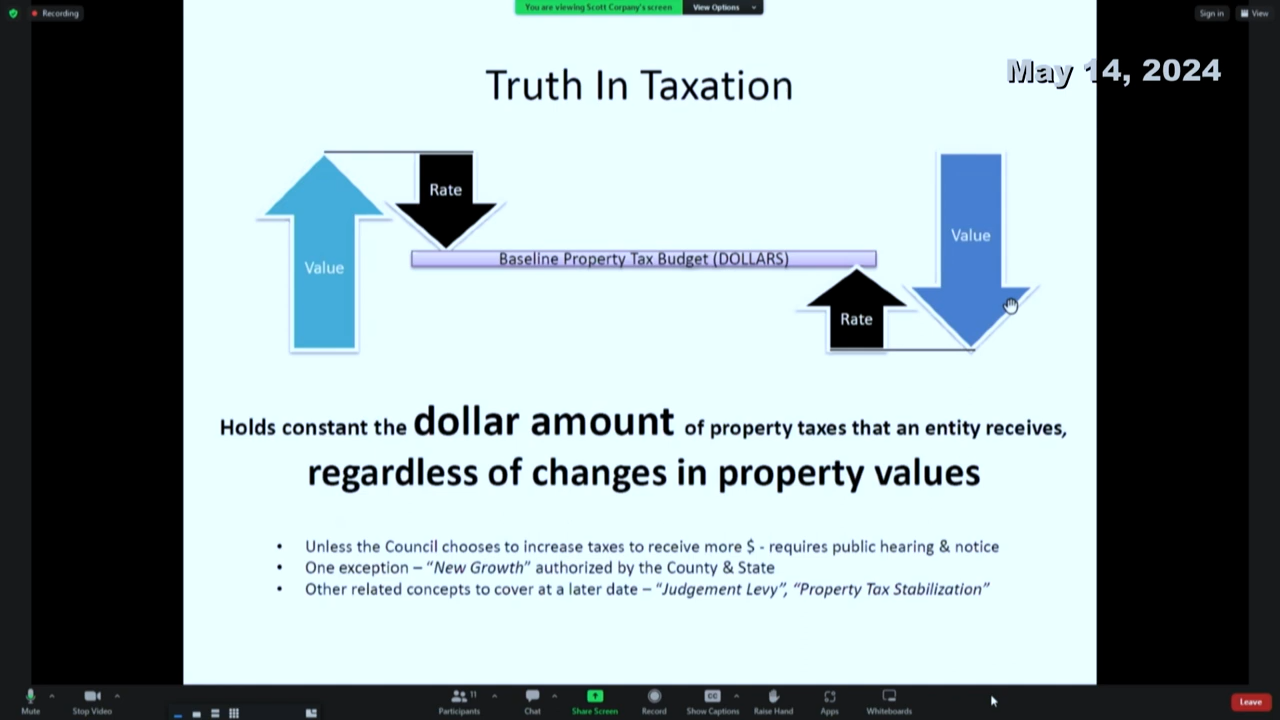 Recording
You are viewing Scott Corpany's screen
View Options
Sign in
View
May 14, 2024
Truth In Taxation
Rate
Value
Value
Baseline Property Tax Budget (DOLLARS)
Rate
Holds constant the dollar amount of property taxes that an entity receives,
regardless of changes in property values
• Unless the Council chooses to increase taxes to receive more $ - requires public hearing & notice
• One exception – “New Growth” authorized by the County & State
• Other related concepts to cover at a later date – “Judgement Levy”, “Property Tax Stabilization”
Mute
Stop Video
11
Participants
Chat
Share Screen
Record
CC
Show Captions
Raise Hand
Apps
Whiteboards
Leave